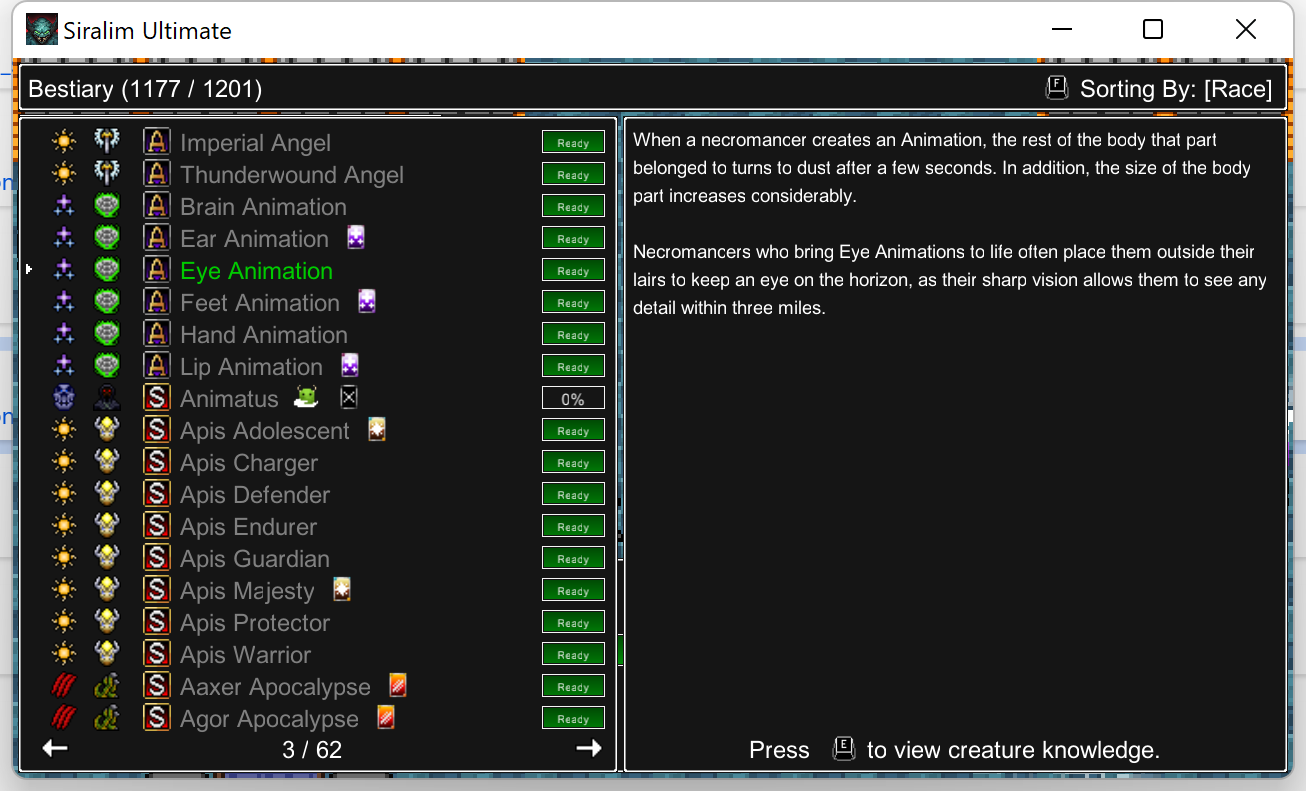 Siralim Ultimate
Bestiary (1177 / 1201)
F Sorting By: [Race]
A Imperial Angel Ready
A Thunderwound Angel Ready
A Brain Animation Ready
A Ear Animation Ready
A Eye Animation Ready
A Feet Animation Ready
A Hand Animation Ready
A Lip Animation Ready
S Animatus 0%
S Apis Adolescent Ready
S Apis Charger Ready
S Apis Defender Ready
S Apis Endurer Ready
S Apis Guardian Ready
S Apis Majesty Ready
S Apis Protector Ready
S Apis Warrior Ready
S Aaxer Apocalypse Ready
S Agor Apocalypse Ready
3 / 62
When a necromancer creates an Animation, the rest of the body that part
belonged to turns to dust after a few seconds. In addition, the size of the body
part increases considerably.
Necromancers who bring Eye Animations to life often place them outside their
lairs to keep an eye on the horizon, as their sharp vision allows them to see any
detail within three miles.
Press E to view creature knowledge.